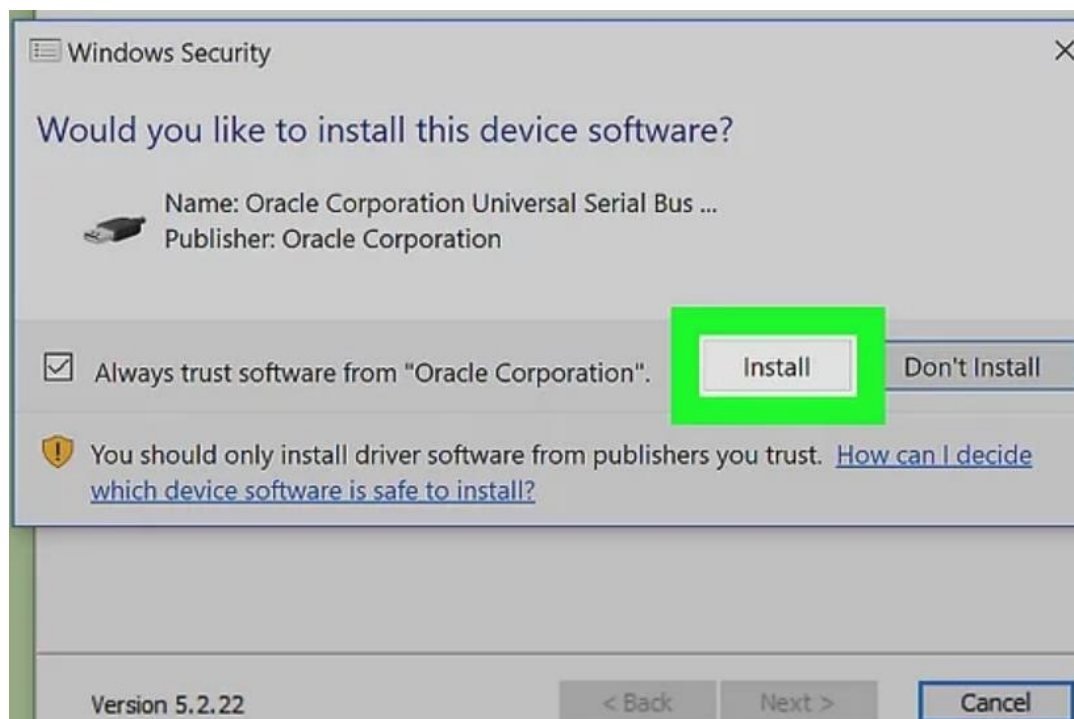 Windows Security
Would you like to install this device software?
Name: Oracle Corporation Universal Serial Bus ...
Publisher: Oracle Corporation
Always trust software from "Oracle Corporation".
Install
Don't Install
You should only install driver software from publishers you trust. How can I decide
which device software is safe to install?
Version 5.2.22
< Back
Next >
Cancel